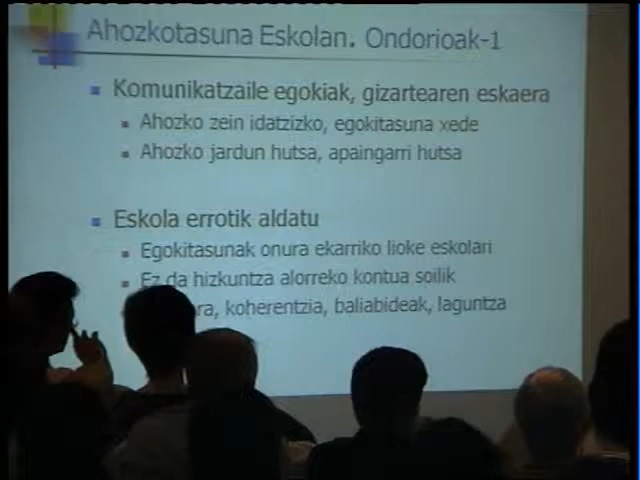 Ahozkotasuna Eskolan. Ondorioak-1
Komunikatzaile egokiak, gizartearen eskaera
Ahozko zein idatzizko, egokitasuna xede
Ahozko jardun hutsa, apaingarri hutsa
Eskola errotik aldatu
Egokitasunak onura ekarriko lioke eskolari
Ez da hizkuntza alorreko kontua soilik
koherentzia, baliabideak, laguntza